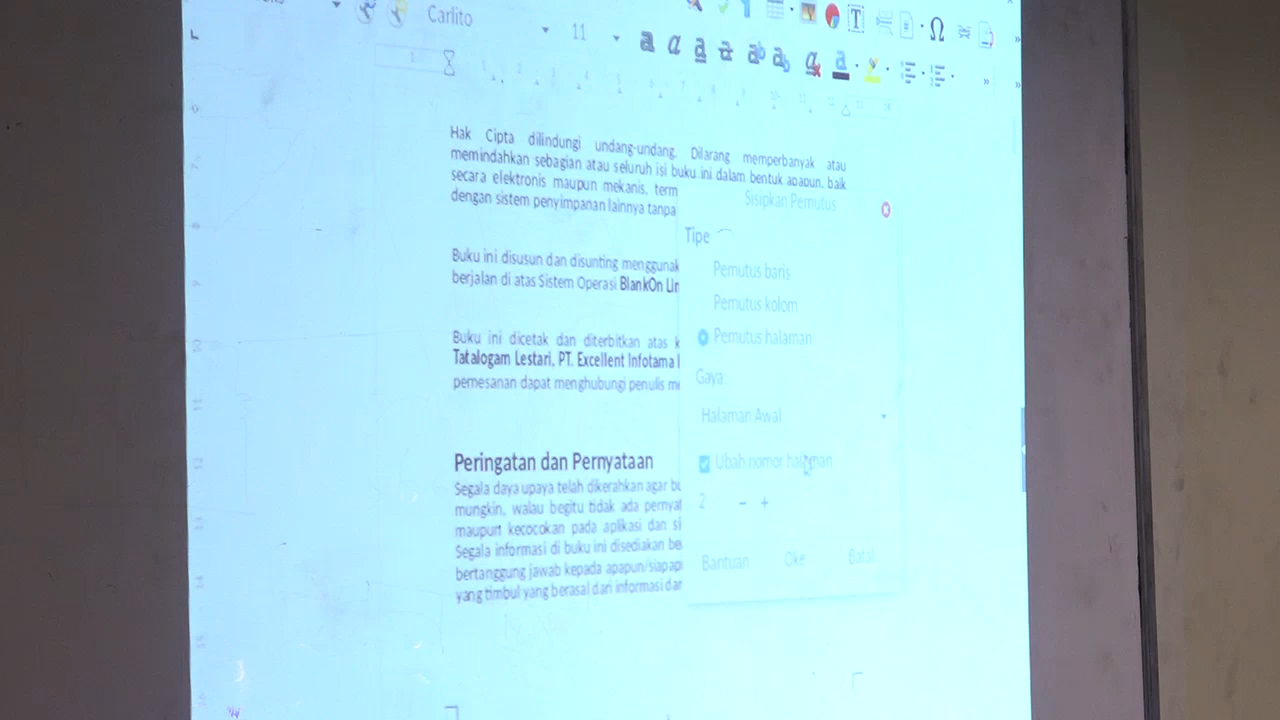 Carlito
11
Hak Cipta dilindungi undang-undang. Dilarang memperbanyak atau
memindahkan sebagian atau seluruh isi buku ini dalam bentuk apapun, baik
secara elektronis maupun mekanis, term
dengan sistem penyimpanan lainnya tanpa
Buku ini disusun dan disunting menggunak
berjalan di atas Sistem Operasi BlankOn Lin
Buku ini dicetak dan diterbitkan atas k
Tatalogam Lestari, PT. Excellent Infotama
pemesanan dapat menghubungi penulis me
Peringatan dan Pernyataan
Segala daya upaya telah dikerahkan agar bu
mungkin, walau begitu tidak ada pernyat
maupun kecocokan pada aplikasi dan si
Segala informasi di buku ini disediakan be
bertanggung jawab kepada apapun/siapap
yang timbul yang berasal dari informasi dar
Sisipkan Pemutus
Tipe
Pemutus baris
Pemutus kolom
Pemutus halaman
Gaya
Halaman Awal
Ubah nomor halaman
2 - +
Bantuan Oke Batal